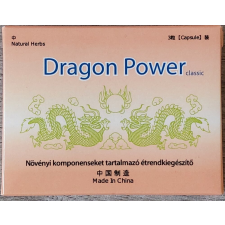 中
Natural Herbs
3粒【Capsule】装
Dragon Power
classic
Növényi komponenseket tartalmazó étrendkiegészítő
中国制造
Made In China